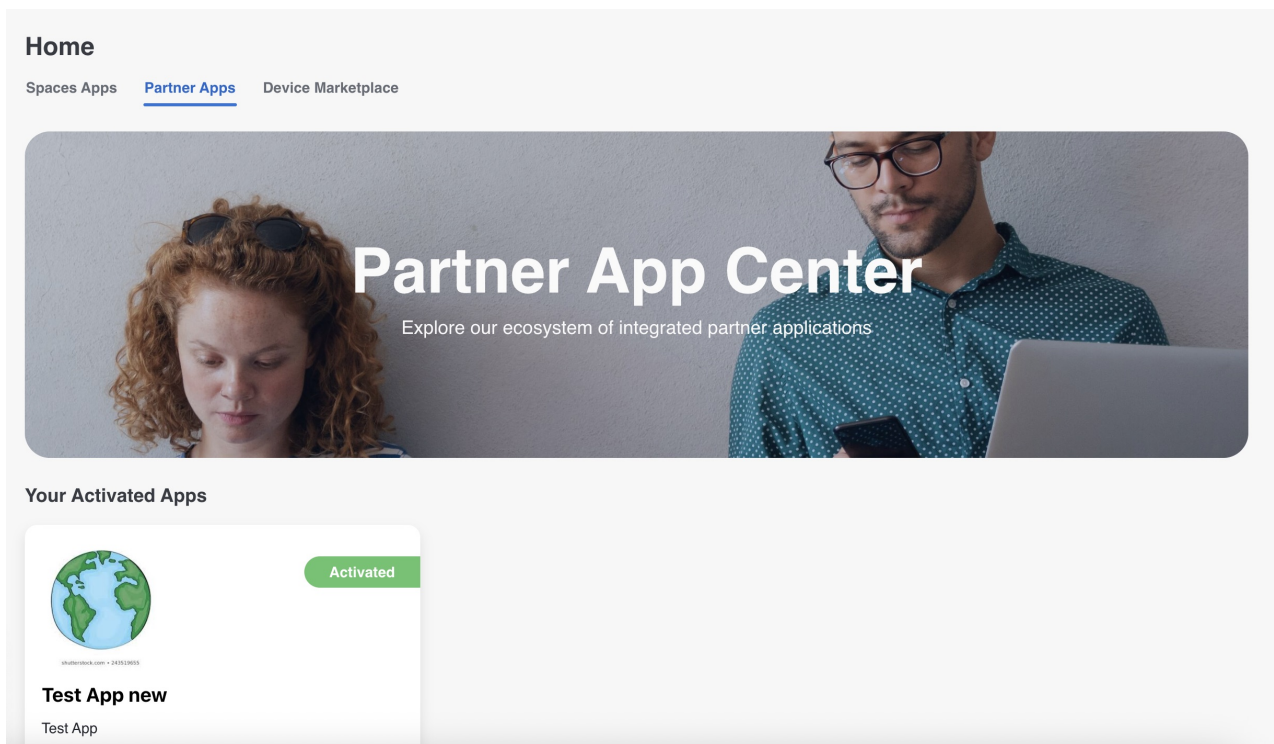 Home
Spaces Apps Partner Apps Device Marketplace
Partner App Center
Explore our ecosystem of integrated partner applications
Your Activated Apps
Activated
shutterstock.com • 243519655
Test App new
Test App